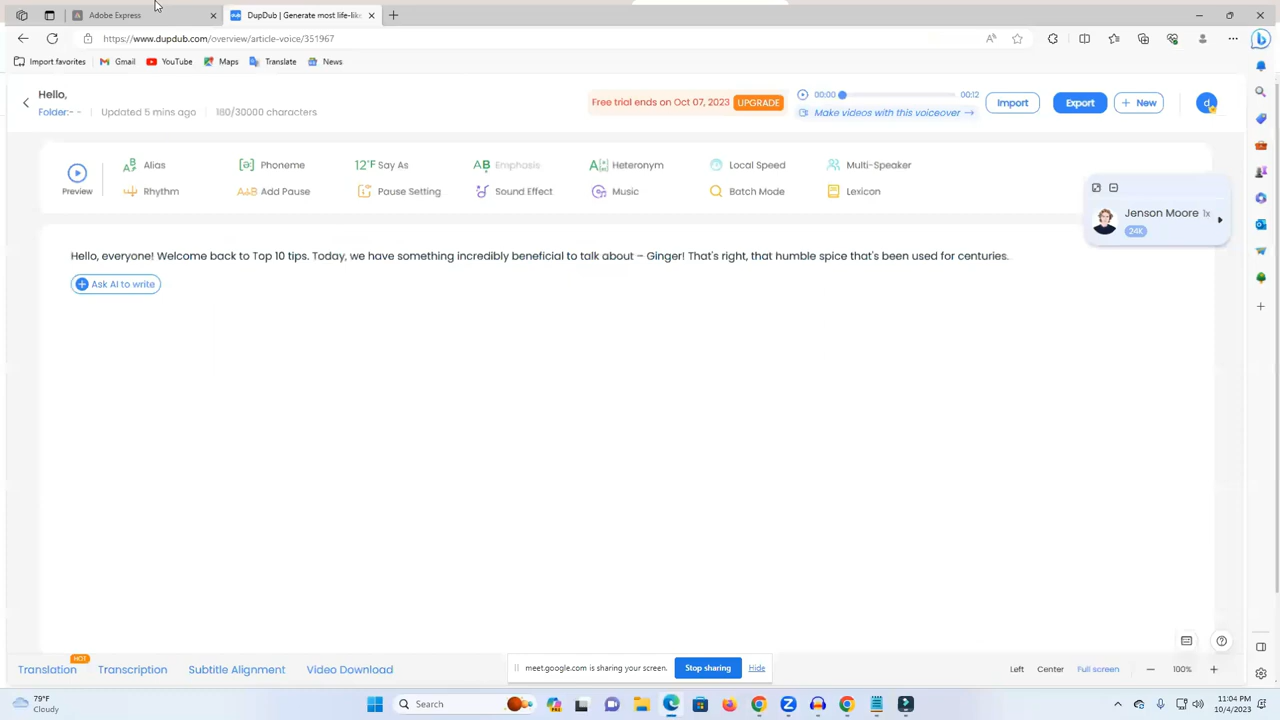 Adobe Express
DupDub | Generate most life-like
https://www.dupdub.com/overview/article-voice/351967
Import favorites Gmail YouTube Maps Translate News
Hello,
Folder:- - Updated 5 mins ago 180/30000 characters
Free trial ends on Oct 07, 2023 UPGRADE
00:00 00:12
Make videos with this voiceover →
Import Export + New d
Preview
Alias Phoneme 12°F Say As Emphasis Heteronym Local Speed Multi-Speaker
Rhythm Add Pause Pause Setting Sound Effect Music Batch Mode Lexicon
Jenson Moore 1x
24K
Hello, everyone! Welcome back to Top 10 tips. Today, we have something incredibly beneficial to talk about – Ginger! That's right, that humble spice that's been used for centuries.
Ask AI to write
HOT
Translation Transcription Subtitle Alignment Video Download
meet.google.com is sharing your screen. Stop sharing Hide
Left Center Full screen — 100% +
79°F
Cloudy
Search
11:04 PM
10/4/2023